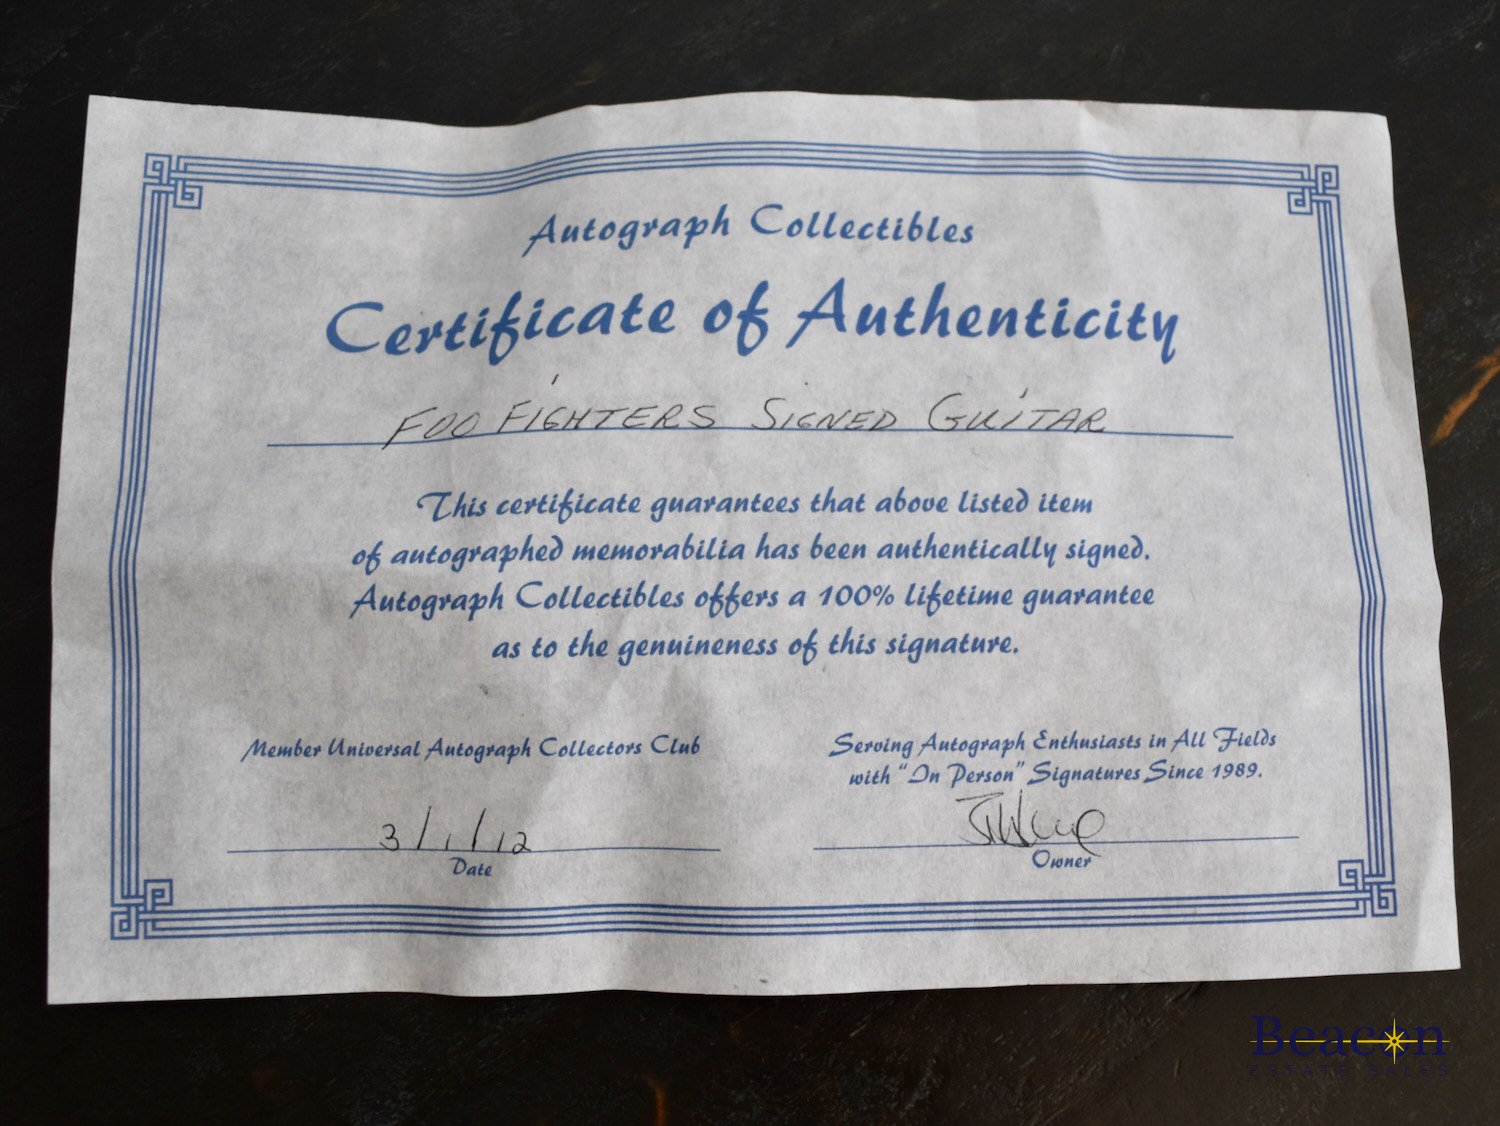 Autograph Collectibles
Certificate of Authenticity
FOO FIGHTERS SIGNED GUITAR
This certificate guarantees that above listed item
of autographed memorabilia has been authentically signed.
Autograph Collectibles offers a 100% lifetime guarantee
as to the genuineness of this signature.
Member Universal Autograph Collectors Club
Serving Autograph Enthusiasts in All Fields
with "In Person" Signatures Since 1989.
3/1/12
Date
Owner
Beacon
ESTATE SALES